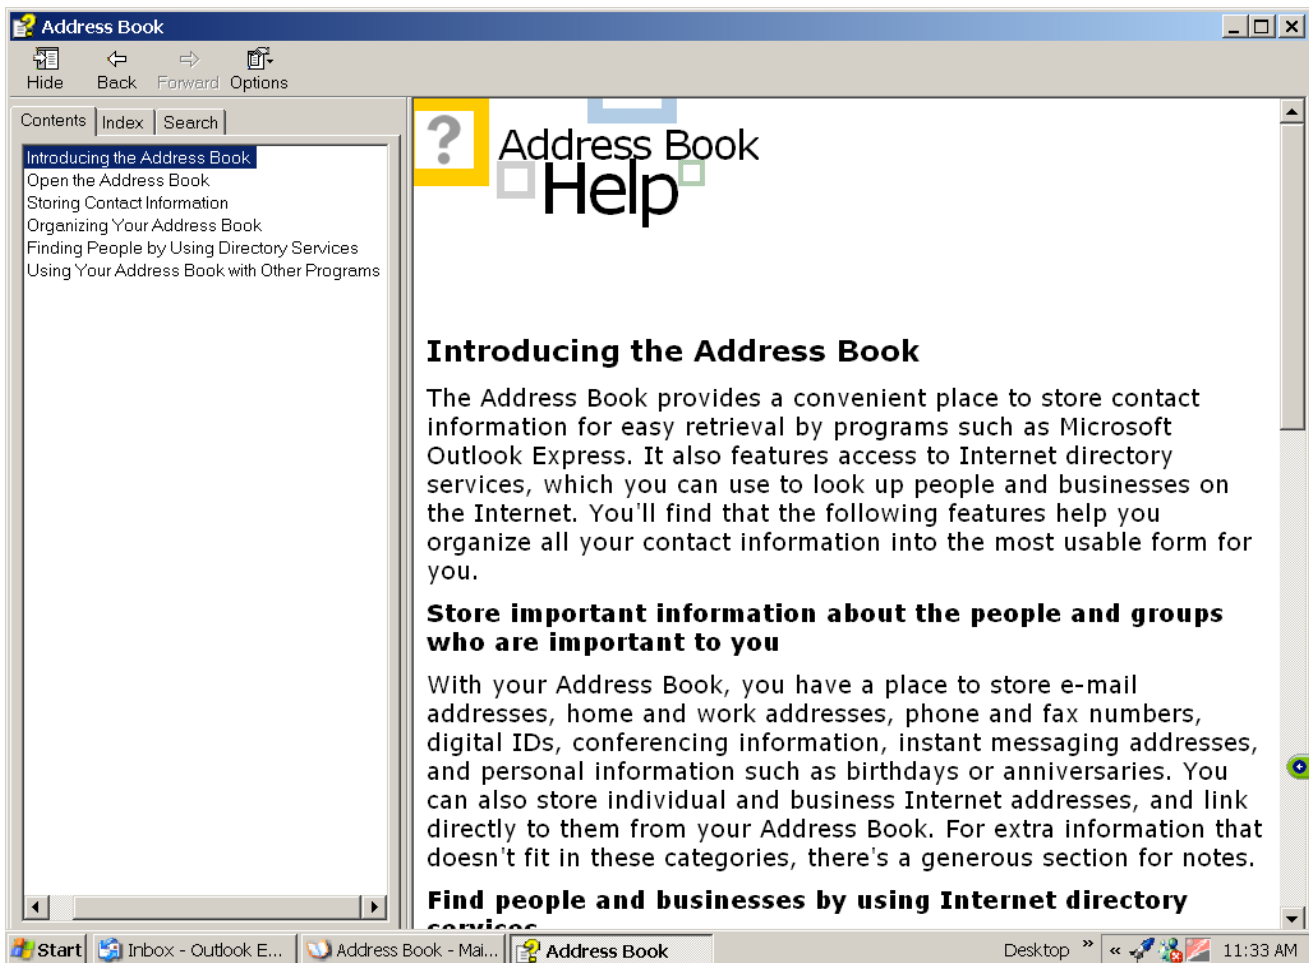 Address Book
Hide Back Forward Options
Contents Index Search
Introducing the Address Book
Open the Address Book
Storing Contact Information
Organizing Your Address Book
Finding People by Using Directory Services
Using Your Address Book with Other Programs
?
Address Book
Help
Introducing the Address Book
The Address Book provides a convenient place to store contact
information for easy retrieval by programs such as Microsoft
Outlook Express. It also features access to Internet directory
services, which you can use to look up people and businesses on
the Internet. You'll find that the following features help you
organize all your contact information into the most usable form for
you.
Store important information about the people and groups
who are important to you
With your Address Book, you have a place to store e-mail
addresses, home and work addresses, phone and fax numbers,
digital IDs, conferencing information, instant messaging addresses,
and personal information such as birthdays or anniversaries. You
can also store individual and business Internet addresses, and link
directly to them from your Address Book. For extra information that
doesn't fit in these categories, there's a generous section for notes.
Find people and businesses by using Internet directory
services
Start Inbox - Outlook E... Address Book - Mai... Address Book Desktop » « 11:33 AM